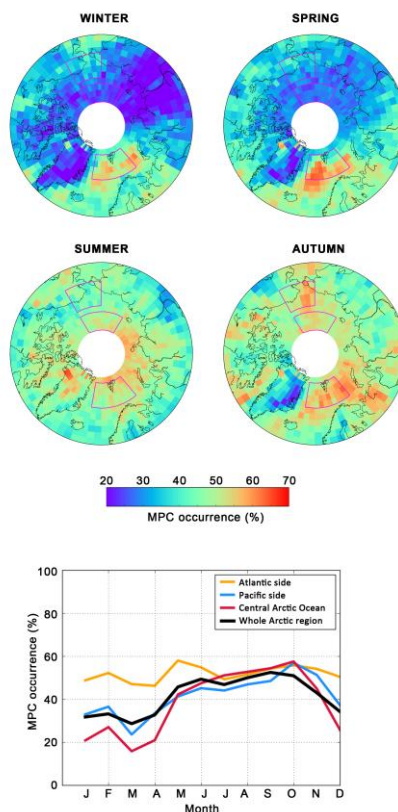 WINTER SPRING
SUMMER AUTUMN
20 30 40 50 60 70
MPC occurrence (%)
100
80
60
40
20
0
MPC occurrence (%)
Atlantic side
Pacific side
Central Arctic Ocean
Whole Arctic region
J F M A M J J A S O N D
Month